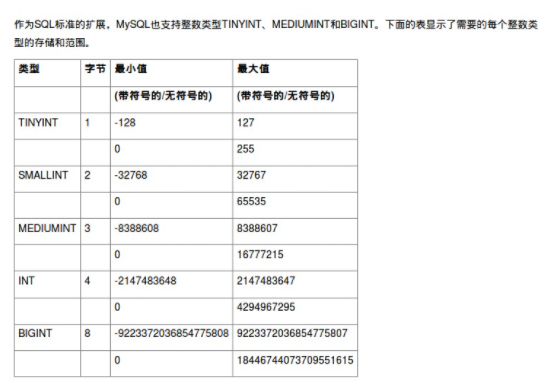 作为SQL标准的扩展，MySQL也支持整数类型TINYINT、MEDIUMINT和BIGINT。下面的表显示了需要的每个整数类
型的存储和范围。
类型 字节 最小值 最大值
(带符号的/无符号的) (带符号的/无符号的)
TINYINT 1 -128 127
0 255
SMALLINT 2 -32768 32767
0 65535
MEDIUMINT 3 -8388608 8388607
0 16777215
INT 4 -2147483648 2147483647
0 4294967295
BIGINT 8 -9223372036854775808 9223372036854775807
0 18446744073709551615